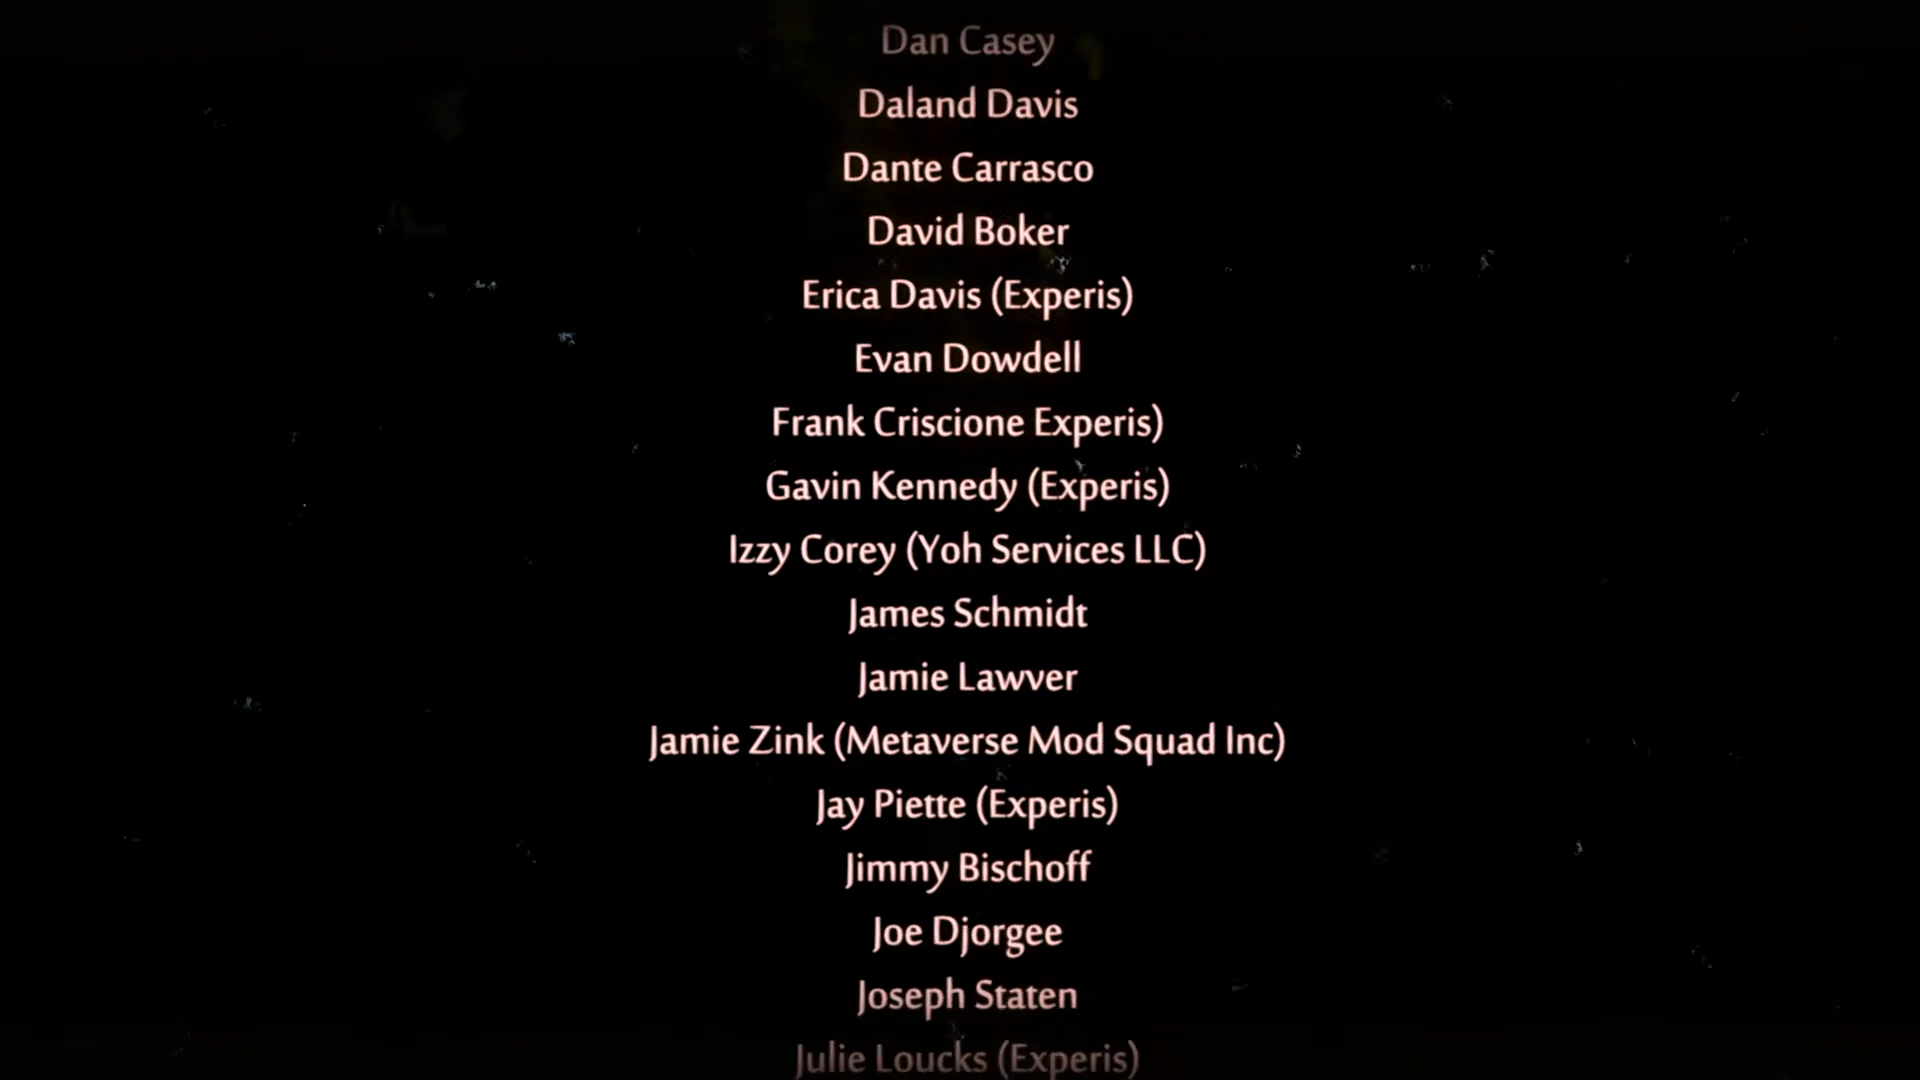 Dan Casey
Daland Davis
Dante Carrasco
David Boker
Erica Davis (Experis)
Evan Dowdell
Frank Criscione Experis)
Gavin Kennedy (Experis)
Izzy Corey (Yoh Services LLC)
James Schmidt
Jamie Lawver
Jamie Zink (Metaverse Mod Squad Inc)
Jay Piette (Experis)
Jimmy Bischoff
Joe Djorgee
Joseph Staten
Julie Loucks (Experis)